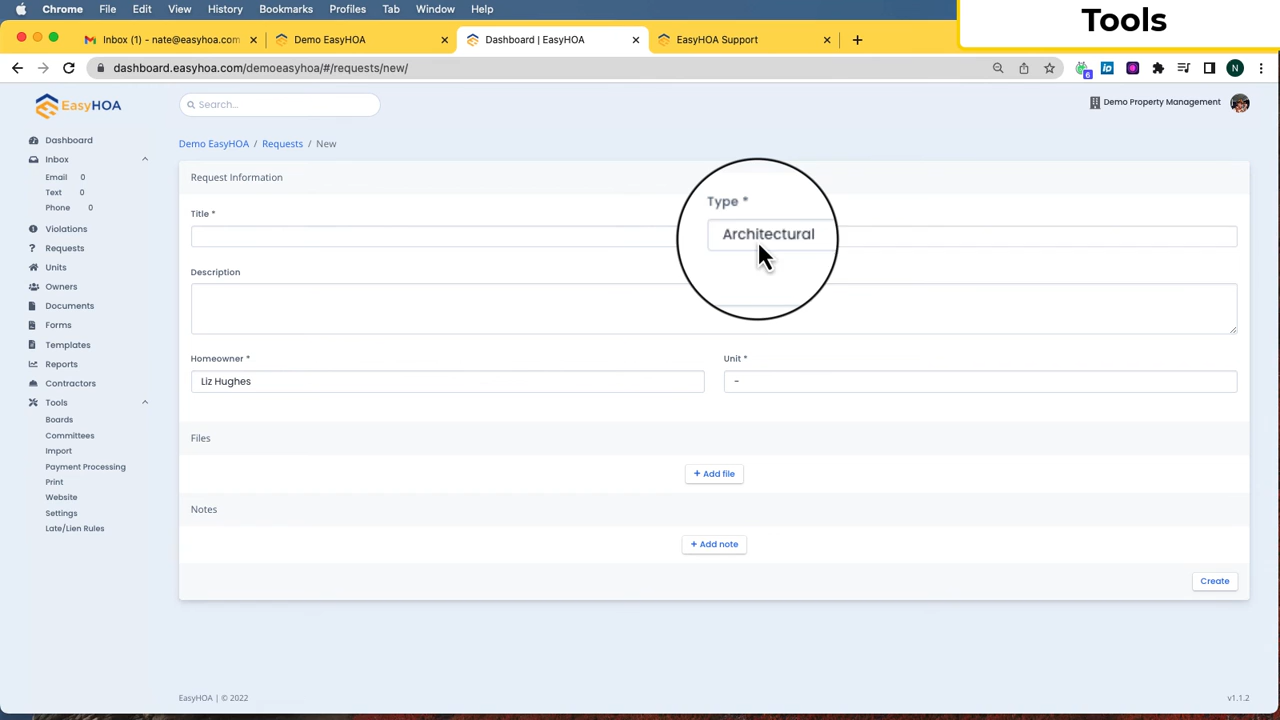 Chrome File Edit View History Bookmarks Profiles Tab Window Help
Tools
Inbox (1) - nate@easyhoa.com
Demo EasyHOA
Dashboard | EasyHOA
EasyHOA Support
dashboard.easyhoa.com/demoeasyhoa/#/requests/new/
6
N
EasyHOA
Search...
Demo Property Management
Dashboard
Inbox
Email 0
Text 0
Phone 0
Violations
Requests
Units
Owners
Documents
Forms
Templates
Reports
Contractors
Tools
Boards
Committees
Import
Payment Processing
Print
Website
Settings
Late/Lien Rules
Demo EasyHOA / Requests / New
Request Information
Title *
Type *
Architectural
Description
Homeowner *
Unit *
Liz Hughes
-
Files
+ Add file
Notes
+ Add note
Create
EasyHOA | © 2022
v1.1.2